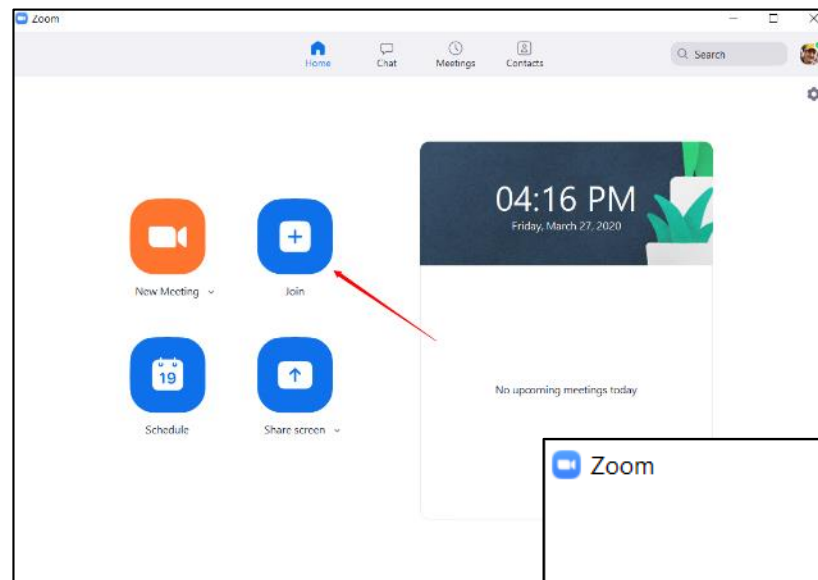 Zoom
Home
Chat
Meetings
Contacts
Search
04:16 PM
Friday, March 27, 2020
New Meeting
Join
19
No upcoming meetings today
Schedule
Share screen
Zoom